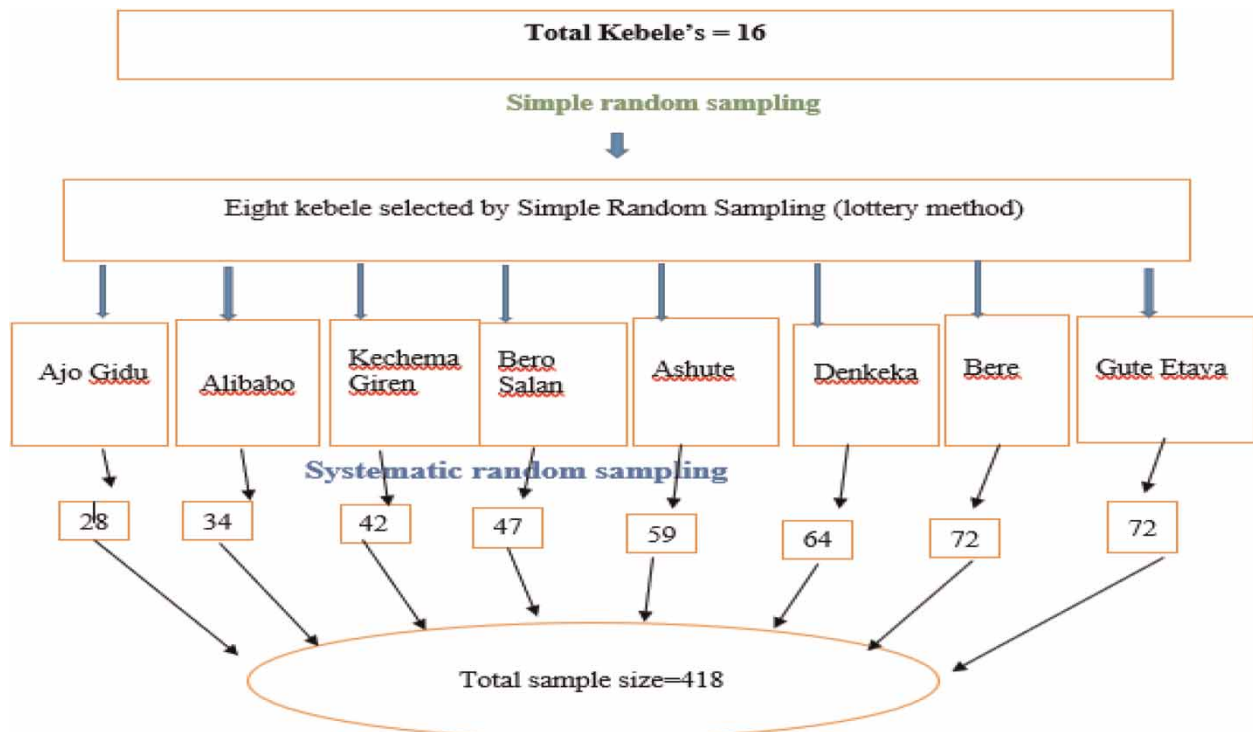 Total Kebele's = 16
Simple random sampling
Eight kebele selected by Simple Random Sampling (lottery method)
Ajo Gidu
Alibabo
Kechema
Giren
Bero
Salan
Ashute
Denkeka
Bere
Gute Etaya
Systematic random sampling
28
34
42
47
59
64
72
72
Total sample size=418